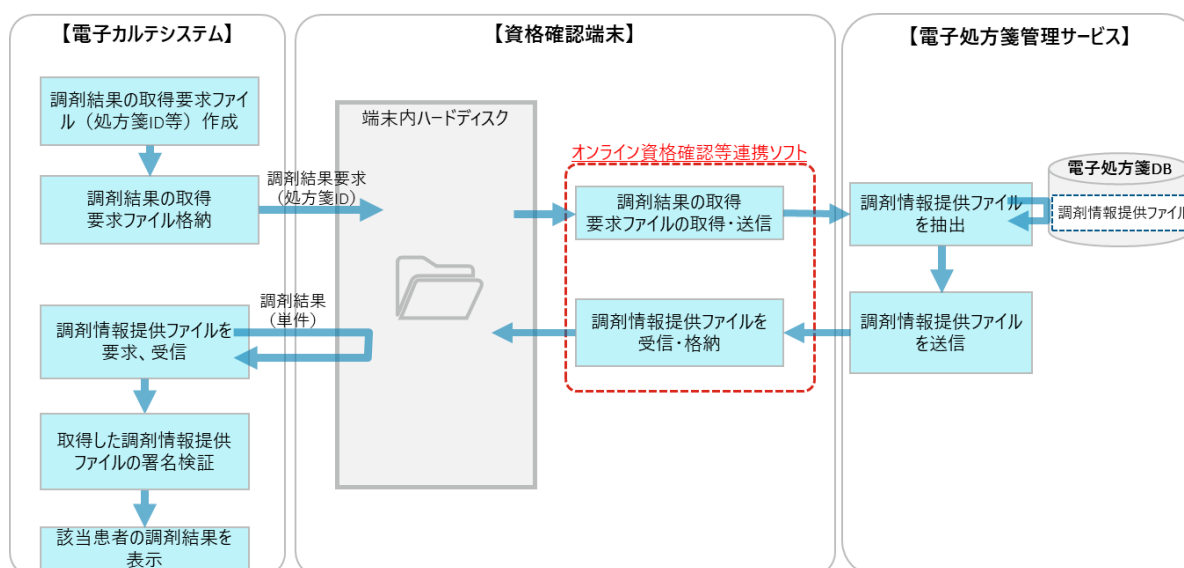 【電子カルテシステム】
調剤結果の取得要求ファイ
ル（処方箋ID等）作成
調剤結果の取得
要求ファイル格納
調剤結果要求
（処方箋ID）
調剤情報提供ファイルを
要求、受信
調剤結果
（単件）
取得した調剤情報提供
ファイルの署名検証
該当患者の調剤結果を
表示
【資格確認端末】
端末内ハードディスク
オンライン資格確認等連携ソフト
調剤結果の取得
要求ファイルの取得・送信
調剤情報提供ファイルを
受信・格納
【電子処方箋管理サービス】
調剤情報提供ファイル
を抽出
電子処方箋DB
調剤情報提供ファイル
調剤情報提供ファイル
を送信